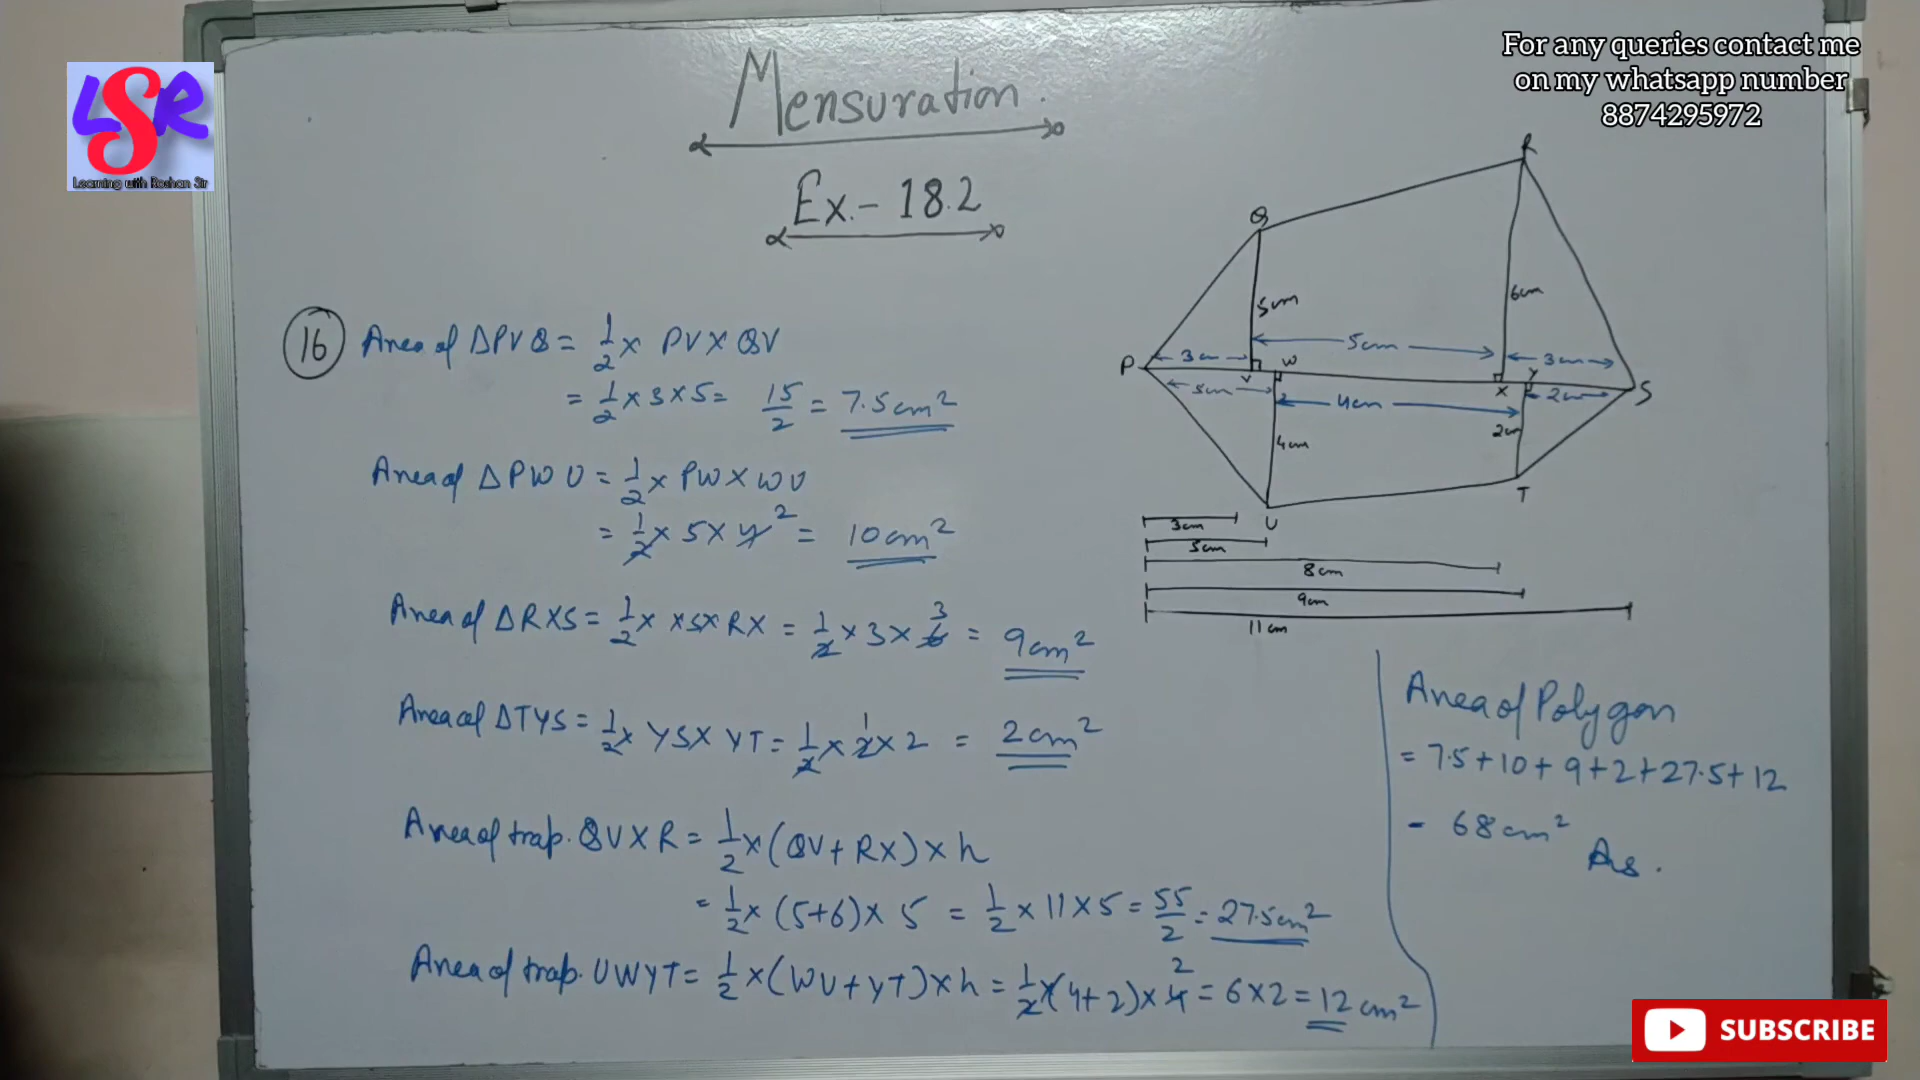 LSR
Learning with Roshan Sir
For any queries contact me
on my whatsapp number
8874295972
Mensuration.
Ex.- 18.2
16 Area of ΔPVQ = 1/2 × PV × QV
= 1/2 × 3 × 5 = 15/2 = 7.5 cm²
Area of ΔPWU = 1/2 × PW × WU
= 1/2 × 5 × 4 2 = 10 cm²
Area of ΔRXS = 1/2 × XS × RX = 1/2 × 3 × 6 3 = 9 cm²
Area of ΔTYS = 1/2 × YS × YT = 1/2 × 2 1 × 2 = 2 cm²
Area of trap. QVXR = 1/2 × (QV + RX) × h
= 1/2 × (5+6) × 5 = 1/2 × 11 × 5 = 55/2 = 27.5 cm²
Area of trap. UWYT = 1/2 × (WU + YT) × h = 1/2 × (4+2) × 4 2 = 6 × 2 = 12 cm²
R
Q
5cm
6cm
5cm
P
3cm
V
W
X
Y
3cm
S
5cm
4cm
2cm
4cm
2cm
U
T
3cm
5cm
8cm
9cm
11cm
Area of Polygon
= 7.5 + 10 + 9 + 2 + 27.5 + 12
= 68 cm²
As.
SUBSCRIBE